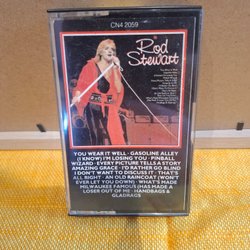 CN4 2059
Rod
Stewart
YOU WEAR IT WELL · GASOLINE ALLEY
(I KNOW) I'M LOSING YOU · PINBALL
WIZARD · EVERY PICTURE TELLS A STORY
AMAZING GRACE · I'D RATHER GO BLIND
I DON'T WANT TO DISCUSS IT · THAT'S
ALL RIGHT · AN OLD RAINCOAT (WON'T
EVER LET YOU DOWN) · WHAT'S MADE
MILWAUKEE FAMOUS (HAS MADE A
LOSER OUT OF ME · HANDBAGS &
GLADRAGS